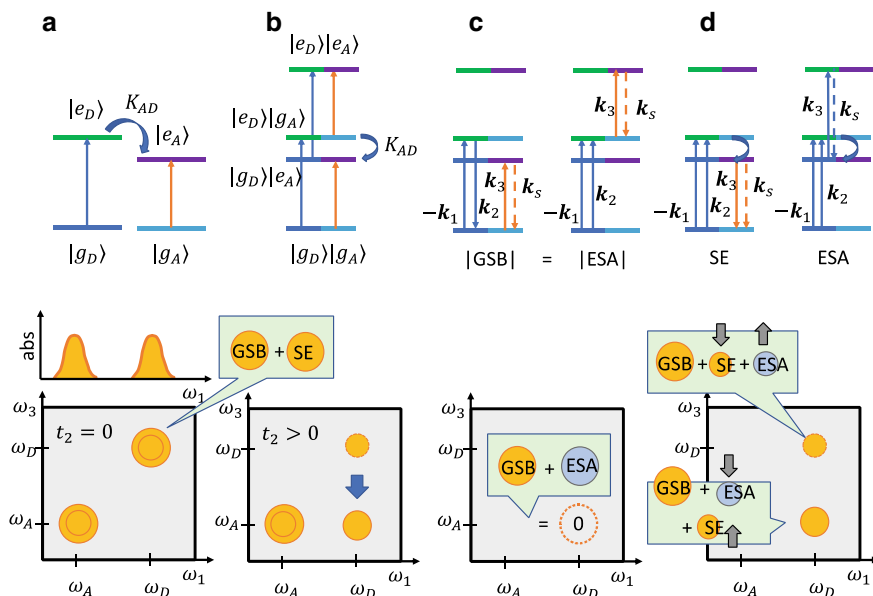 a
b
c
d
|e_D⟩
K_AD
|e_A⟩
|g_D⟩
|g_A⟩
|e_D⟩|e_A⟩
|e_D⟩|g_A⟩
K_AD
|g_D⟩|e_A⟩
|g_D⟩|g_A⟩
k_3
k_s
k_3
k_s
−k_1
k_2
−k_1
k_2
|GSB|
=
|ESA|
k_3
k_s
k_3
k_s
−k_1
k_2
−k_1
k_2
SE
ESA
abs
ω_1
GSB + SE
ω_3
t_2 = 0
ω_D
ω_A
ω_A
ω_D
ω_1
t_2 > 0
ω_D
ω_A
ω_A
ω_D
ω_1
ω_3
ω_D
GSB + ESA
ω_A
= 0
ω_A
ω_D
ω_1
GSB + SE + ESA
ω_3
ω_D
GSB + ESA
+ SE
ω_A
ω_D
ω_1